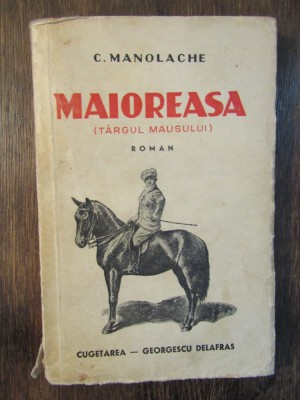 C. MANOLACHE
MAIOREASA
(TÂRGUL MAUSULUI)
ROMAN
CUGETAREA — GEORGESCU DELAFRAS